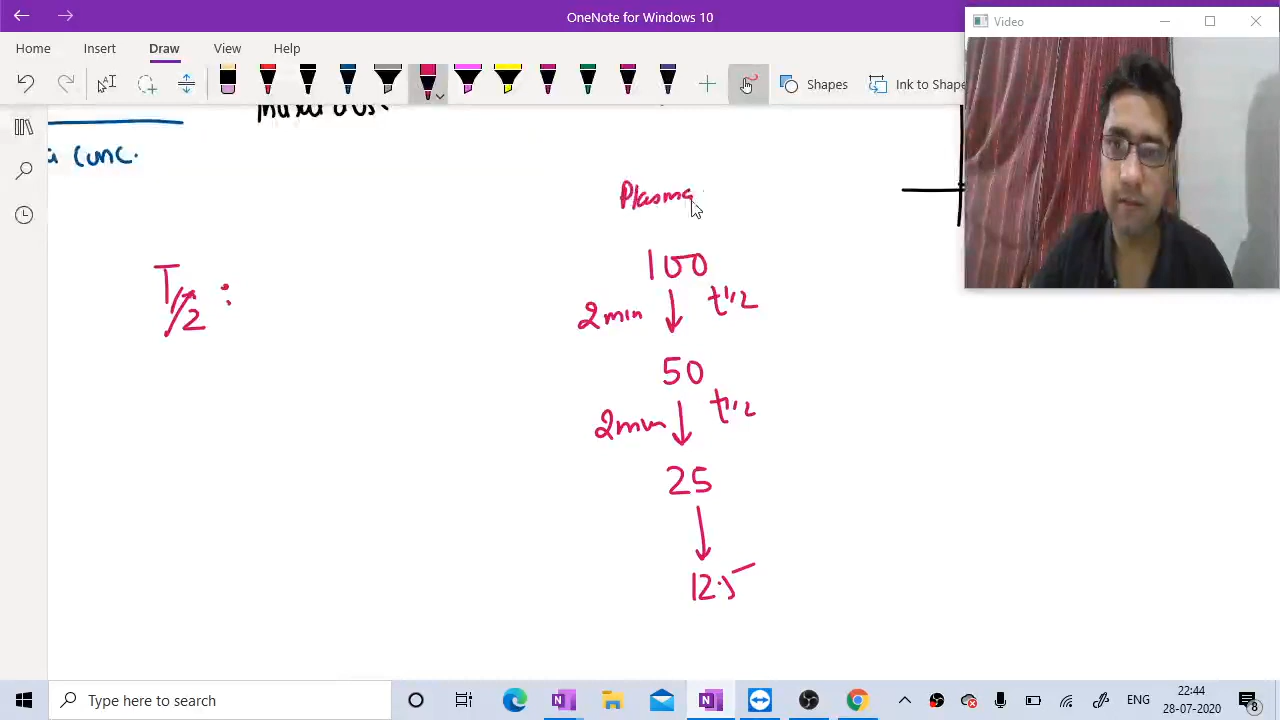 OneNote for Windows 10
Video
Home Insert Draw View Help
Shapes
Ink to Shape
conc.
Plasma
100
T1/2 :
2min t1/2
50
2min t1/2
25
12.5
Type here to search
ENG
22:44
28-07-2020
8